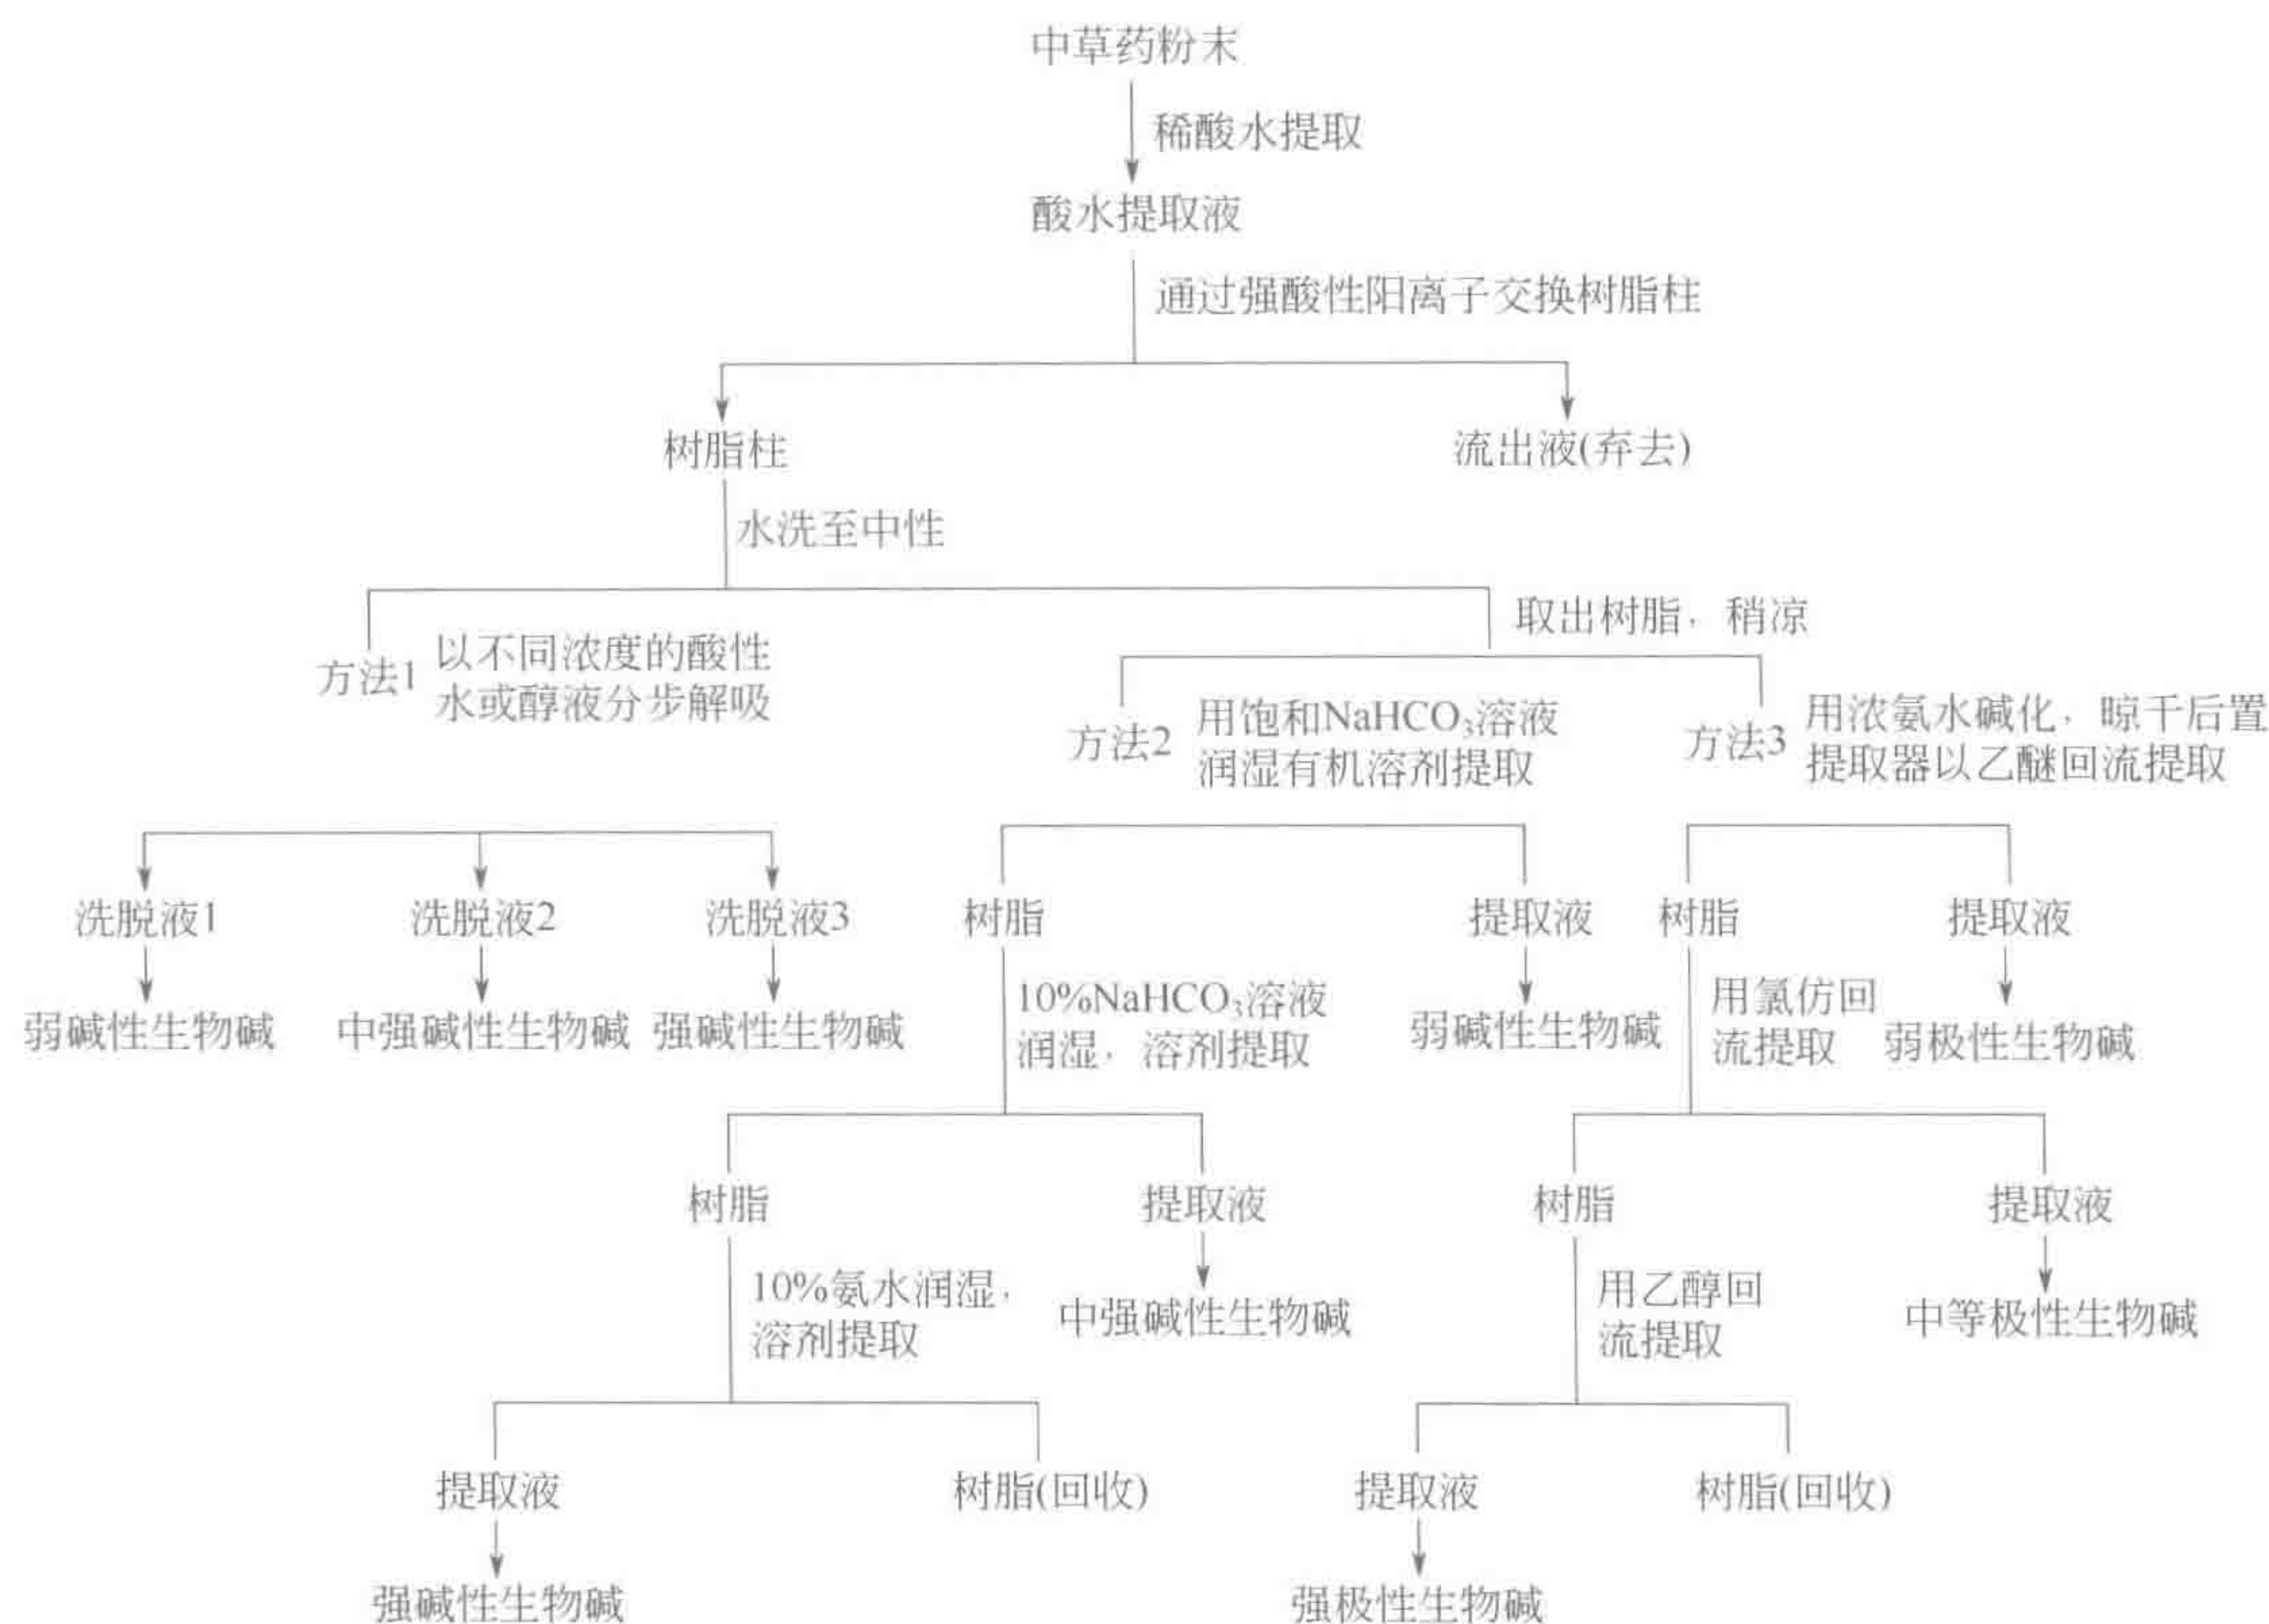 中草药粉末
稀酸水提取
酸水提取液
通过强酸性阳离子交换树脂柱
树脂柱
流出液(弃去)
水洗至中性
取出树脂，稍凉
方法1
以不同浓度的酸性
水或醇液分步解吸
方法2
用饱和NaHCO₃溶液
润湿有机溶剂提取
方法3
用浓氨水碱化，晾干后置
提取器以乙醚回流提取
洗脱液1
洗脱液2
洗脱液3
树脂
提取液
树脂
提取液
弱碱性生物碱
中强碱性生物碱
强碱性生物碱
10%NaHCO₃溶液
润湿，溶剂提取
弱碱性生物碱
用氯仿回
流提取
弱极性生物碱
树脂
提取液
树脂
提取液
10%氨水润湿，
溶剂提取
中强碱性生物碱
用乙醇回
流提取
中等极性生物碱
提取液
树脂(回收)
提取液
树脂(回收)
强碱性生物碱
强极性生物碱